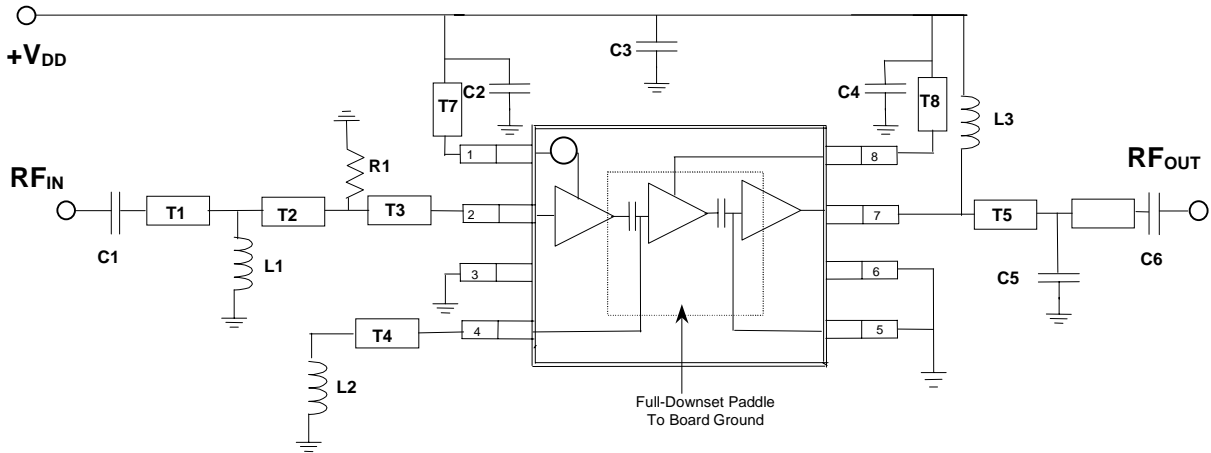 +VDD
C3
C2
C4
T7
T8
L3
R1
1
8
RFIN
RFOUT
T1
T2
T3
2
7
T5
C1
L1
C6
3
6
C5
T4
4
5
L2
Full-Downset Paddle
To Board Ground